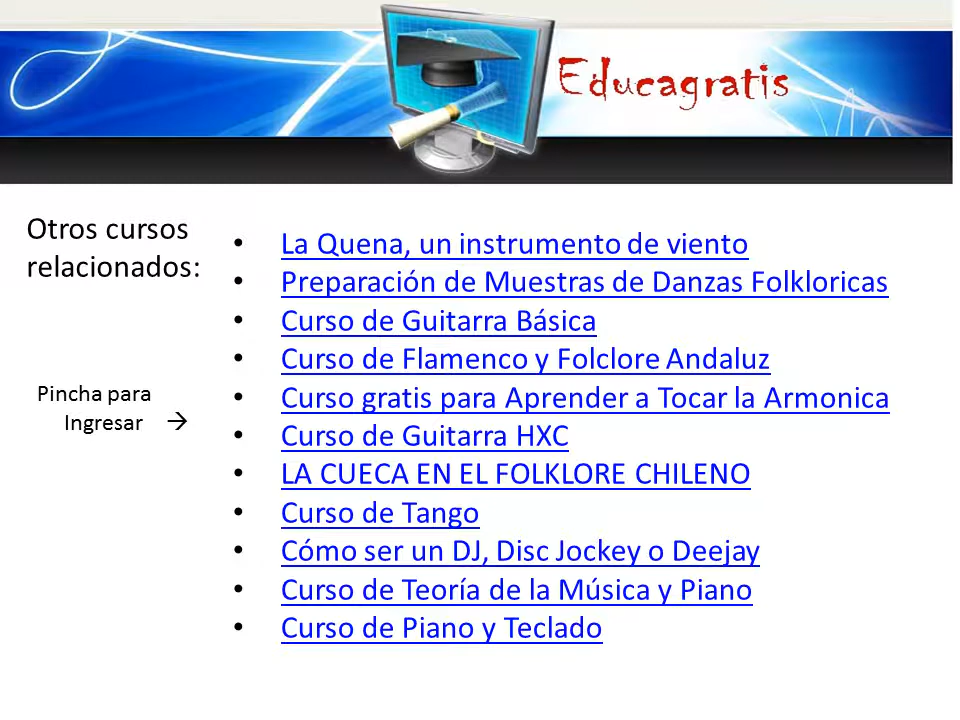 Educagratis
Otros cursos
relacionados:
Pincha para
Ingresar →
• La Quena, un instrumento de viento
• Preparación de Muestras de Danzas Folkloricas
• Curso de Guitarra Básica
• Curso de Flamenco y Folclore Andaluz
• Curso gratis para Aprender a Tocar la Armonica
• Curso de Guitarra HXC
• LA CUECA EN EL FOLKLORE CHILENO
• Curso de Tango
• Cómo ser un DJ, Disc Jockey o Deejay
• Curso de Teoría de la Música y Piano
• Curso de Piano y Teclado